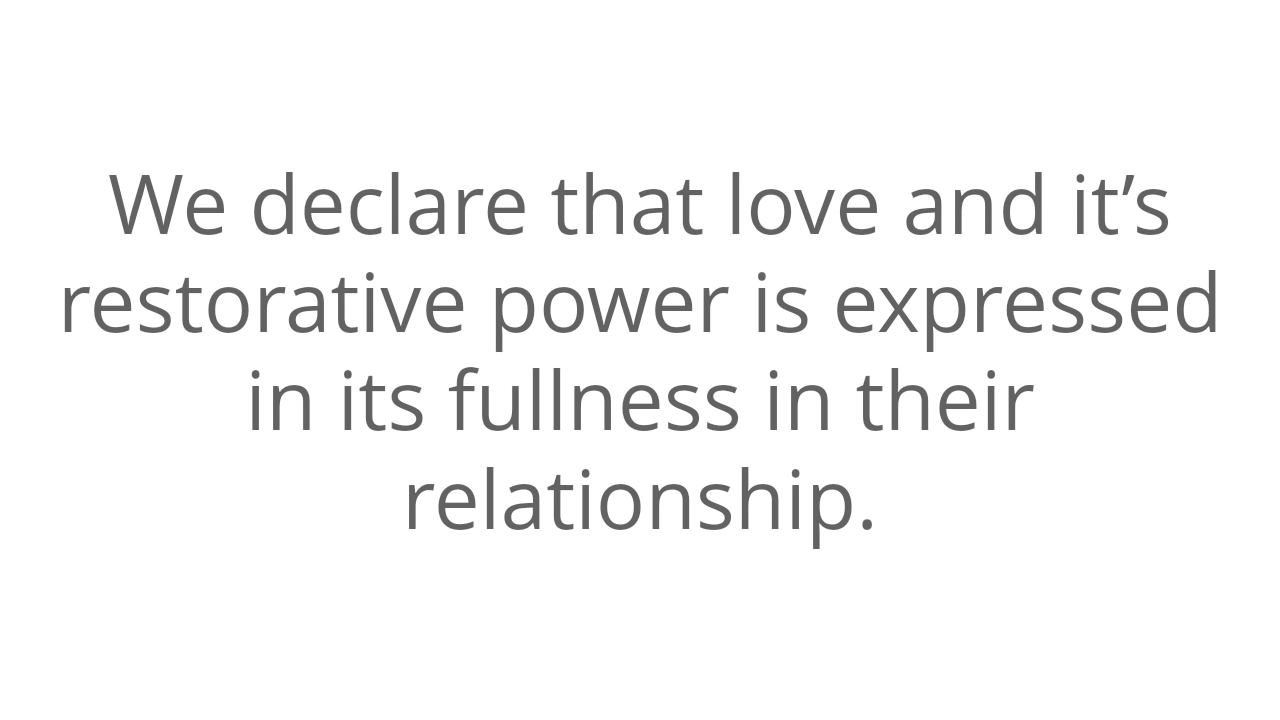 We declare that love and it’s
restorative power is expressed
in its fullness in their
relationship.